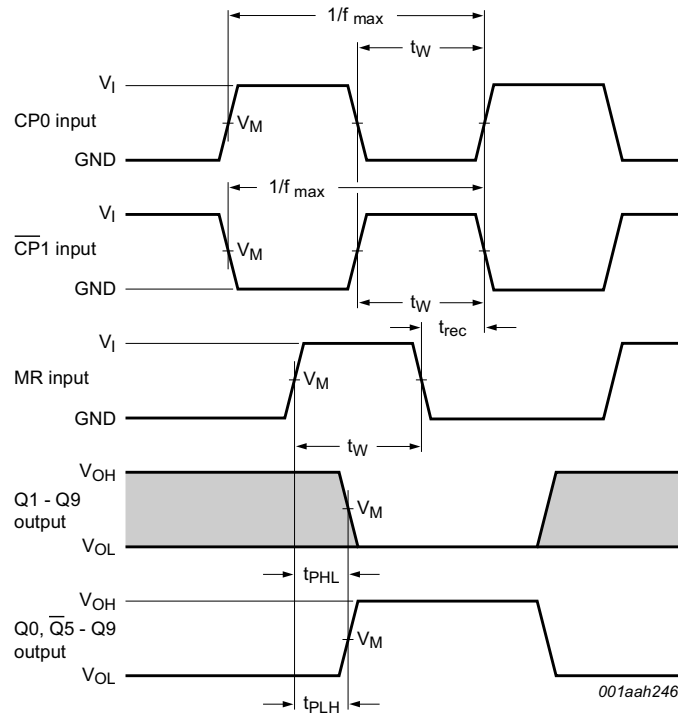 1/f max
tW
VI
CP0 input
VM
GND
1/f max
VI
CP1 input
VM
GND
tW
trec
VI
MR input
VM
GND
tW
VOH
Q1 - Q9
output
VM
VOL
tPHL
VOH
Q0, Q5 - Q9
output
VM
VOL
tPLH
001aah246